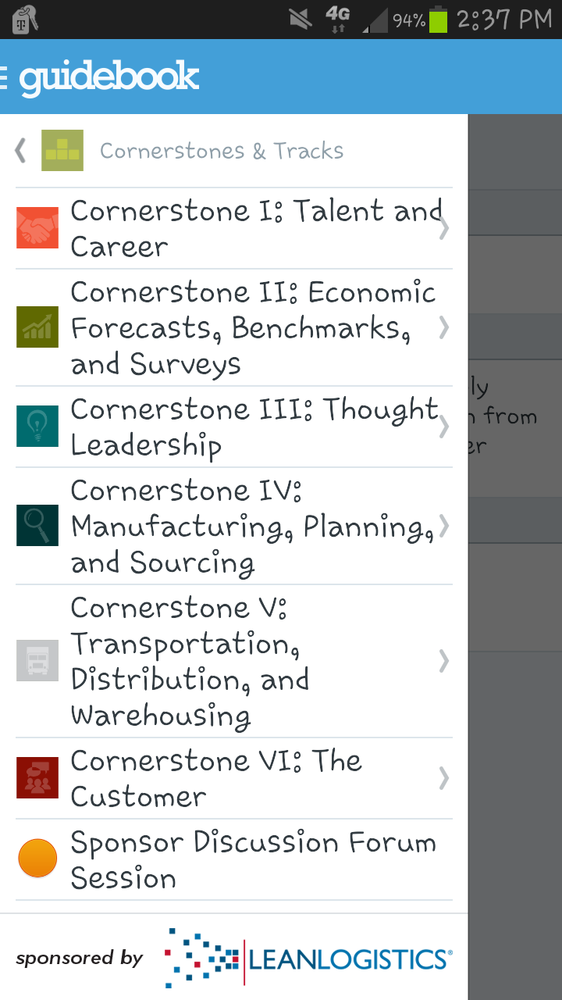 4G 94% 2:37 PM
guidebook
Cornerstones & Tracks
Cornerstone I: Talent and
Career
Cornerstone II: Economic
Forecasts, Benchmarks,
and Surveys
ly
Cornerstone III: Thought
n from
Leadership
er
Cornerstone IV:
Manufacturing, Planning,
and Sourcing
Cornerstone V:
Transportation,
Distribution, and
Warehousing
Cornerstone VI: The
Customer
Sponsor Discussion Forum
Session
sponsored by LEANLOGISTICS®